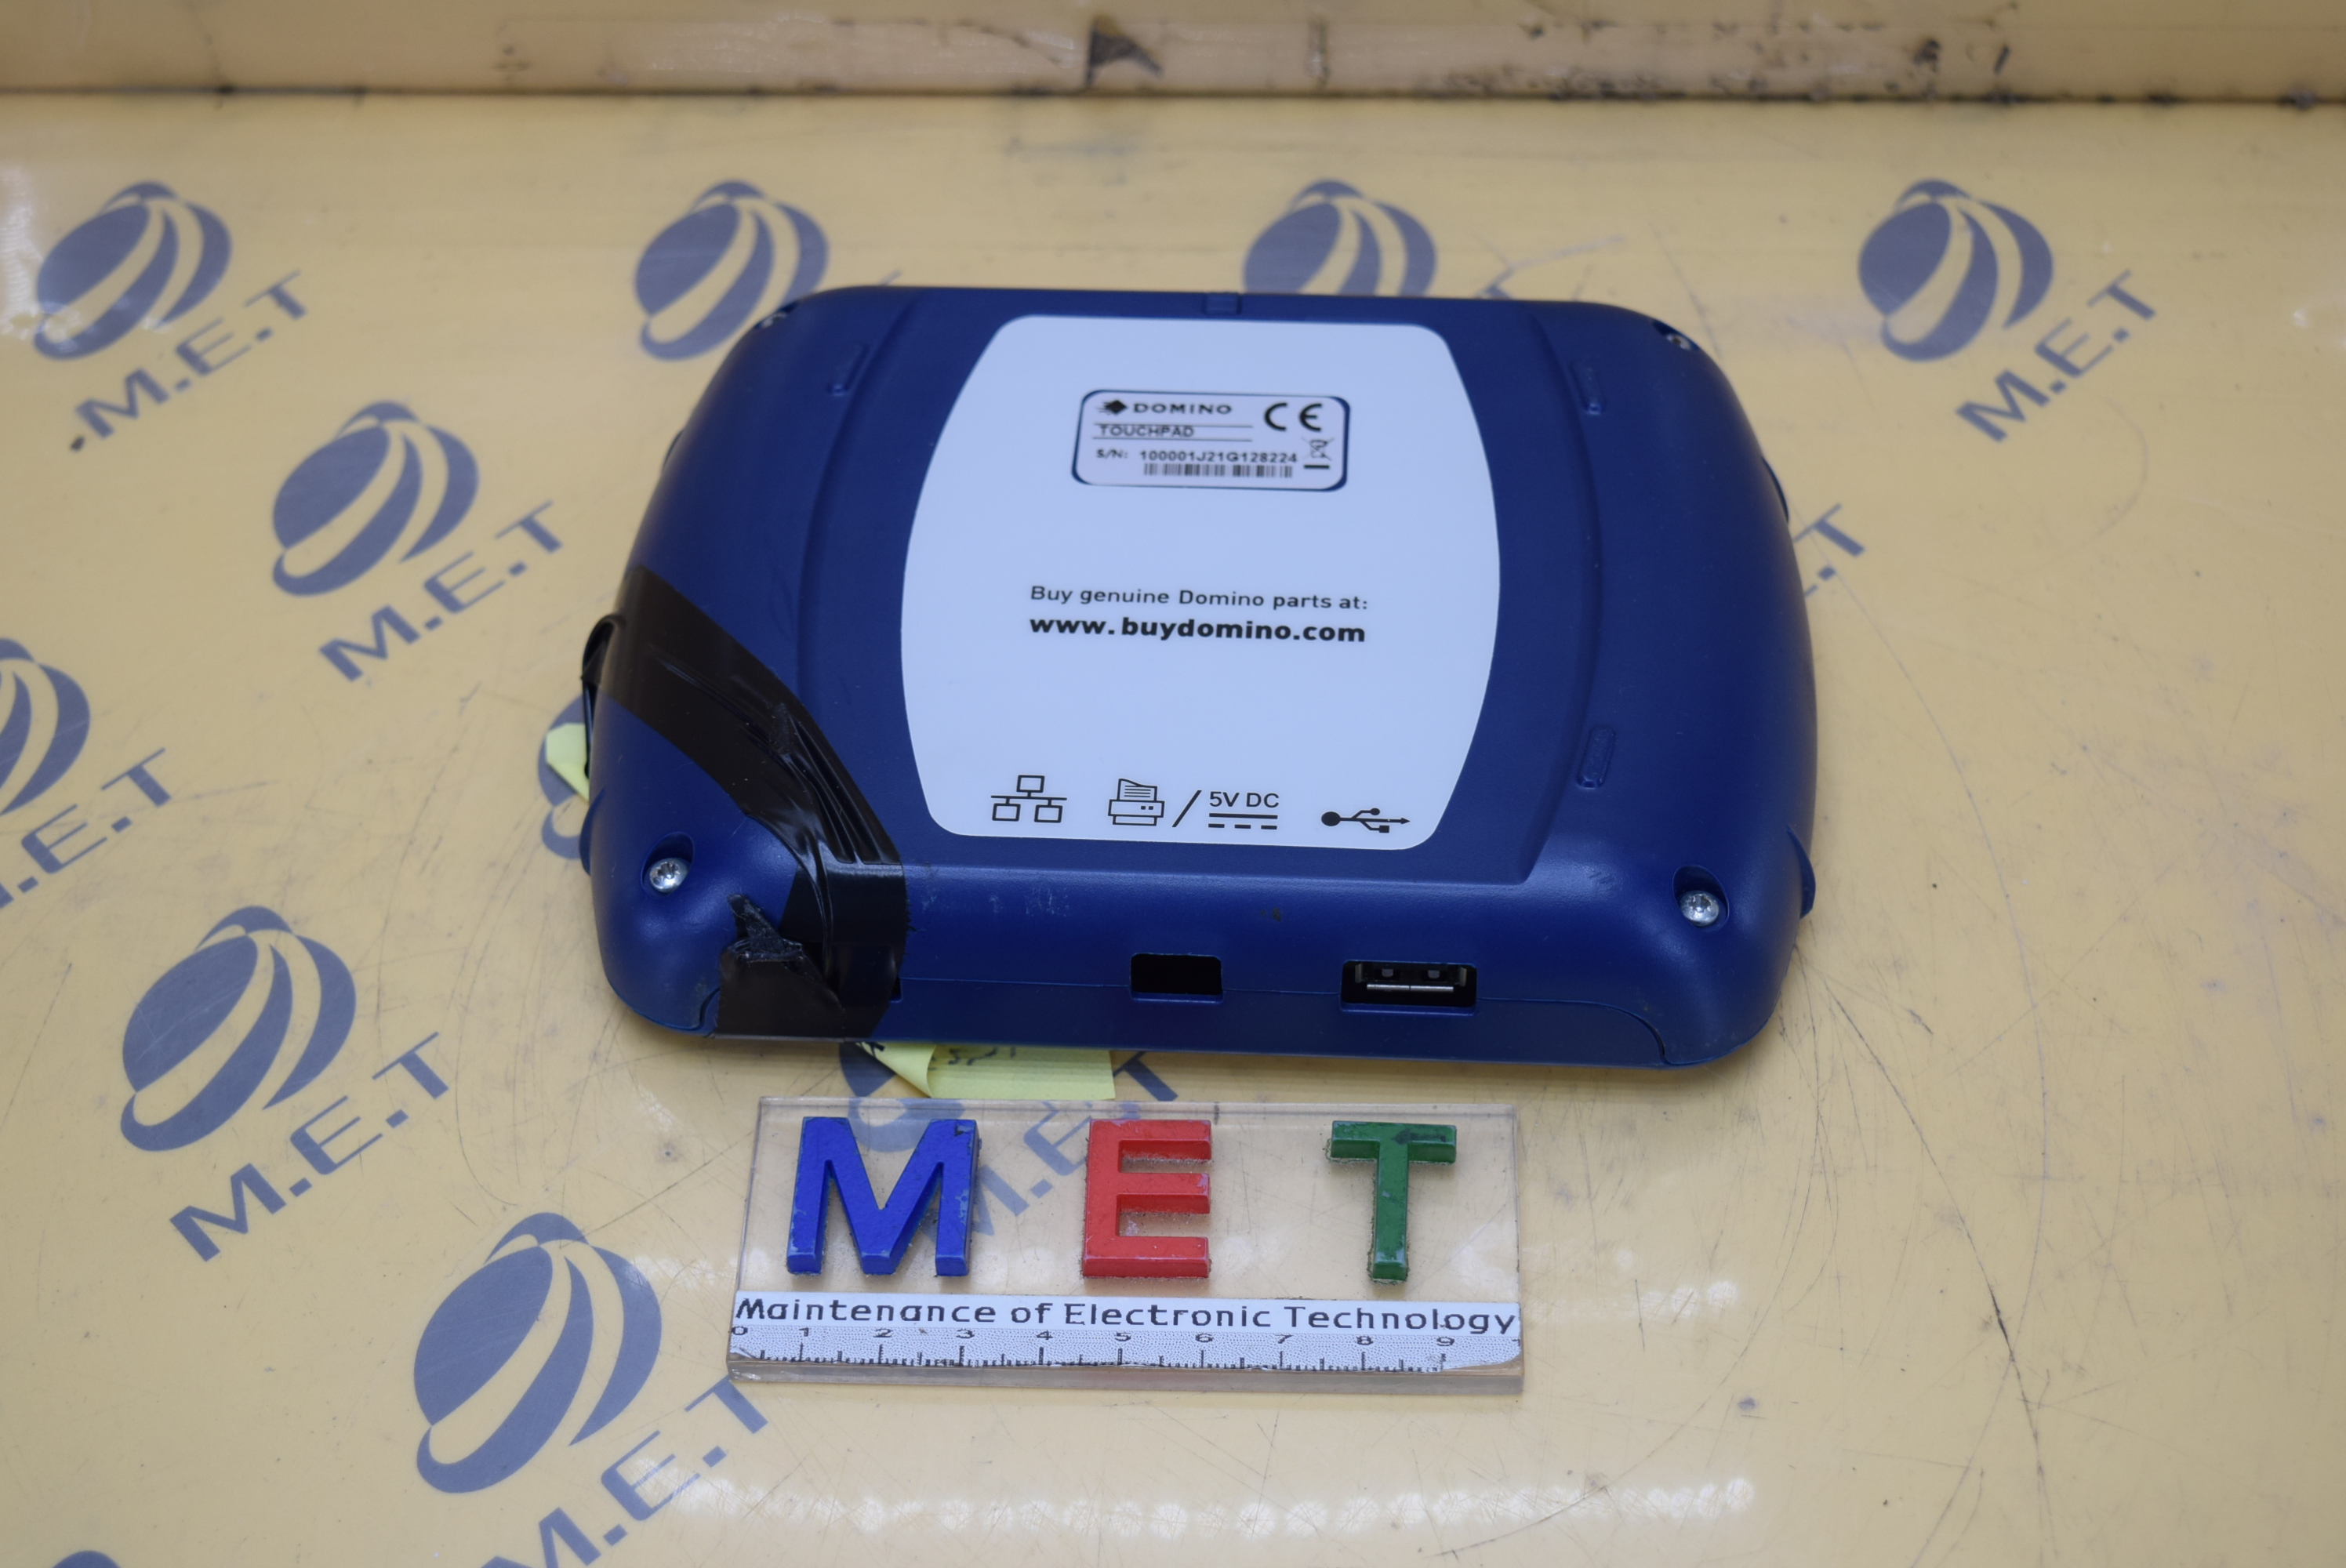 DOMINO
CE
TOUCHPAD
S/N: 100001J21G128224
Buy genuine Domino parts at:
www.buydomino.com
5V DC
M E T
Maintenance of Electronic Technology
0 1 2 3 4 5 6 7 8 9
M.E.T
M.E.T
M.E.T
M.E.T
M.E.T
M.E.T